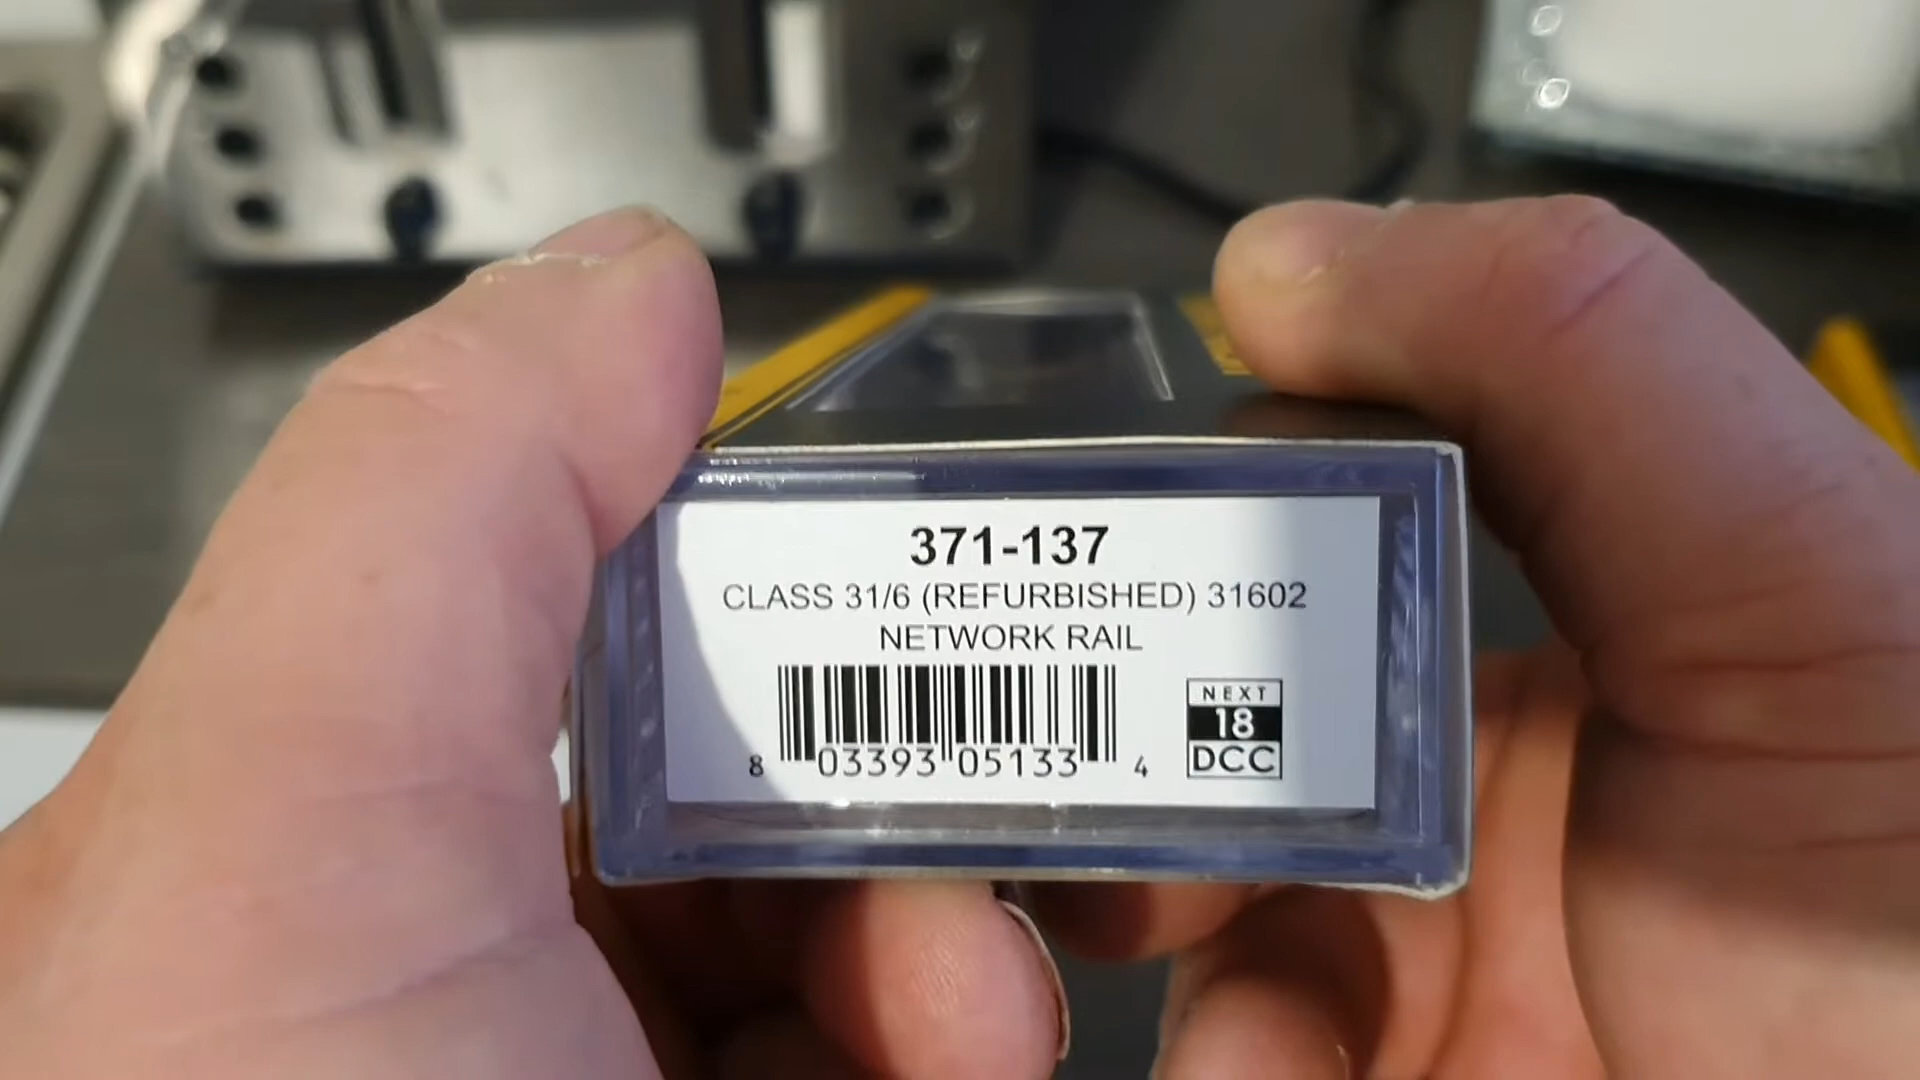 371-137
CLASS 31/6 (REFURBISHED) 31602
NETWORK RAIL
8 03393 05133 4
NEXT
18
DCC